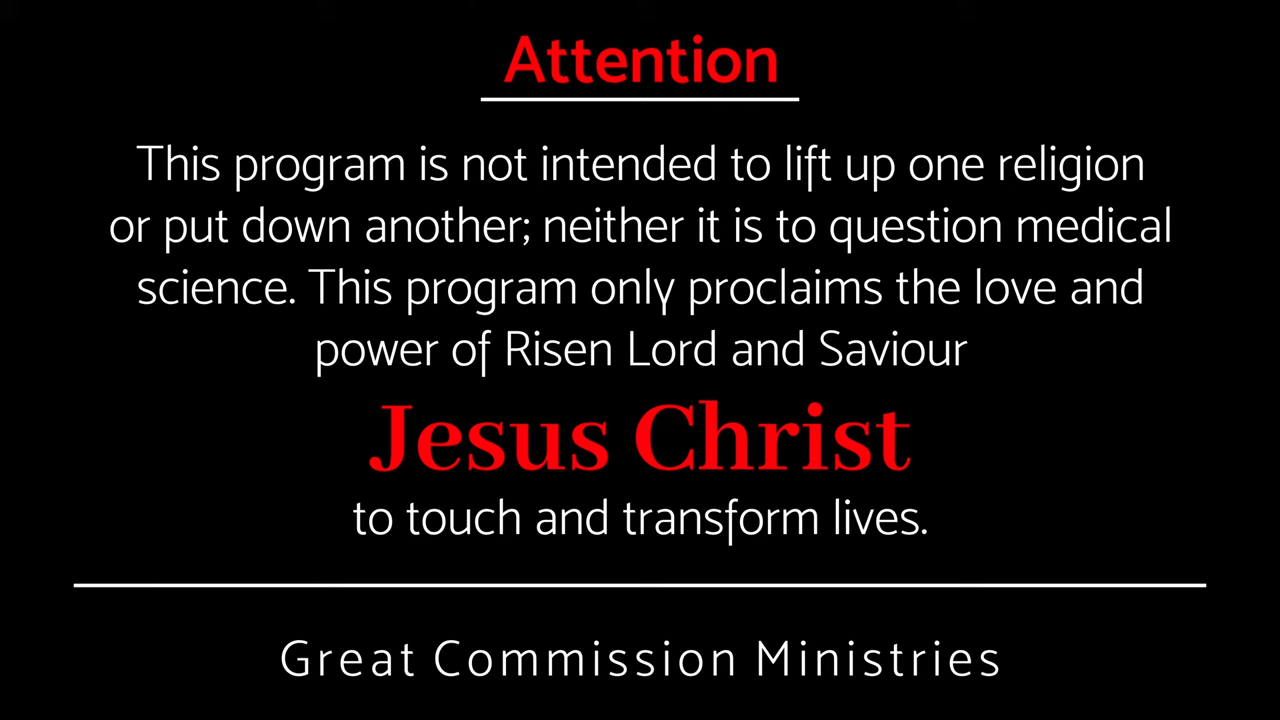 Attention
This program is not intended to lift up one religion
or put down another; neither it is to question medical
science. This program only proclaims the love and
power of Risen Lord and Saviour
Jesus Christ
to touch and transform lives.
Great Commission Ministries